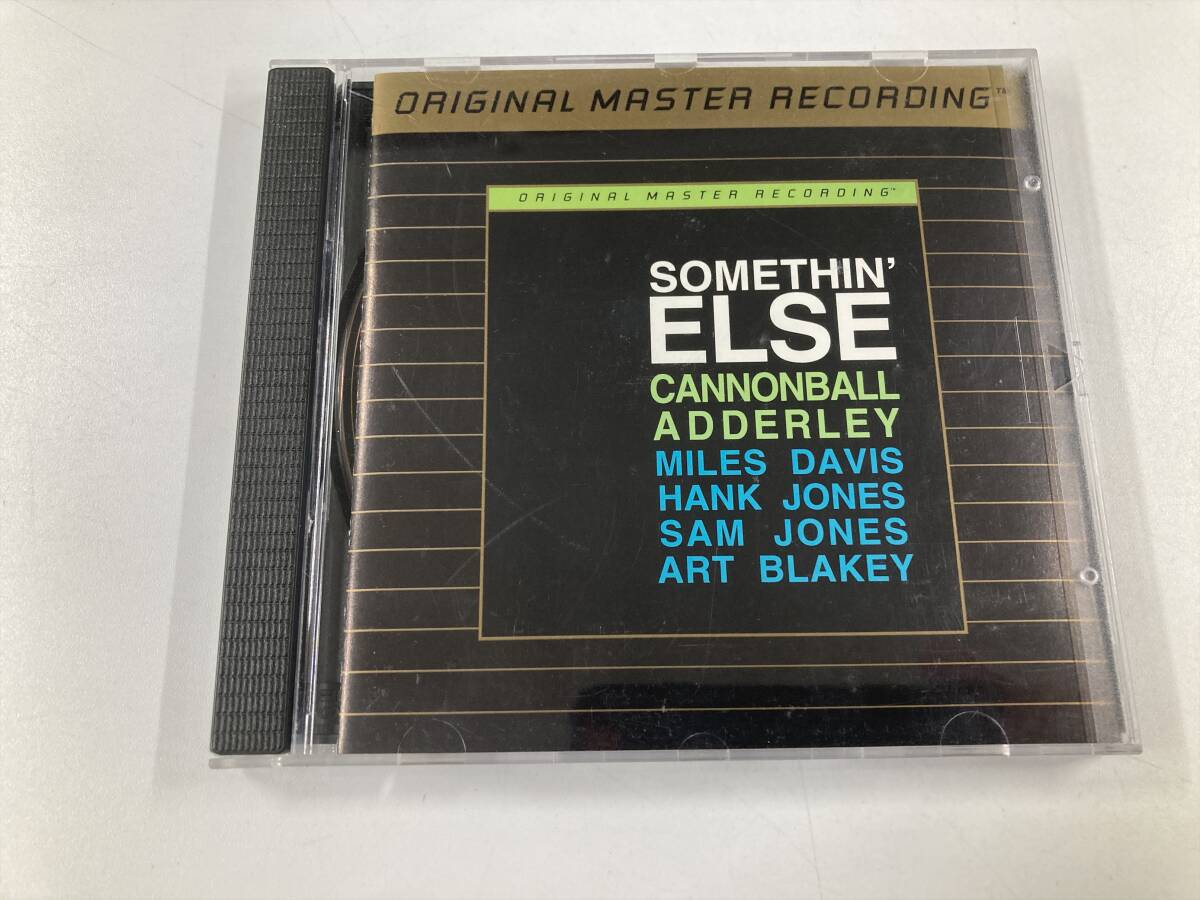 ORIGINAL MASTER RECORDING™
ORIGINAL MASTER RECORDING™
SOMETHIN'
ELSE
CANNONBALL
ADDERLEY
MILES DAVIS
HANK JONES
SAM JONES
ART BLAKEY